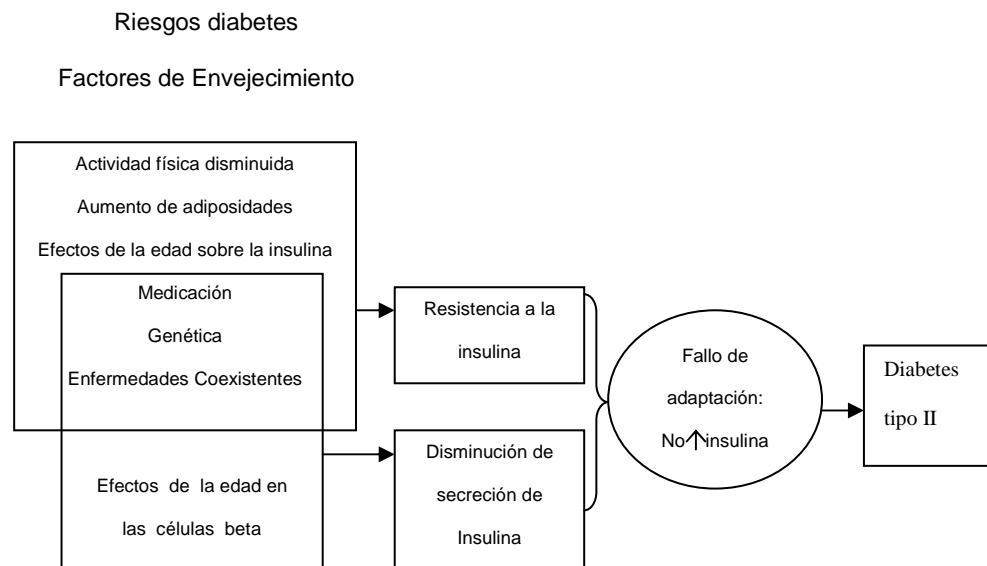 Riesgos diabetes
Factores de Envejecimiento
Actividad física disminuida
Aumento de adiposidades
Efectos de la edad sobre la insulina
Medicación
Genética
Enfermedades Coexistentes
Efectos de la edad en
las células beta
Resistencia a la
insulina
Disminución de
secreción de
Insulina
Fallo de
adaptación:
No↑insulina
Diabetes
tipo II